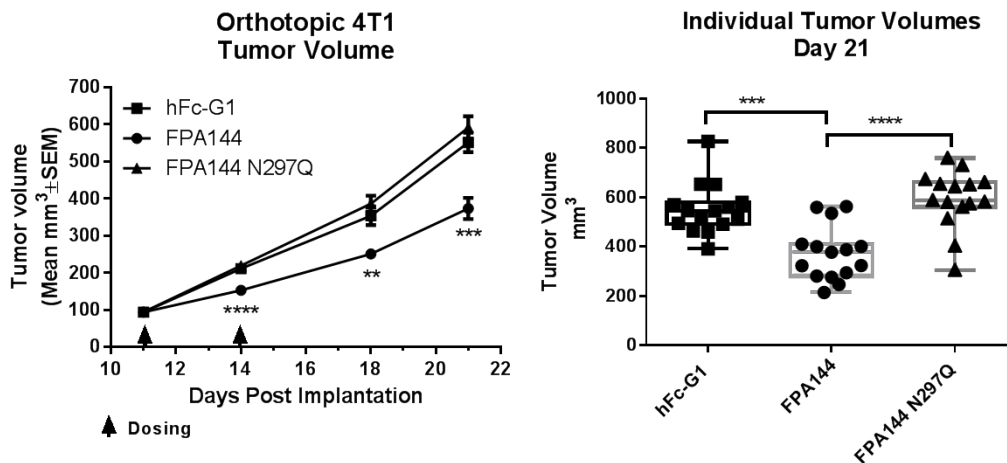 Orthotopic 4T1
Tumor Volume
Tumor volume
(Mean mm³±SEM)
700
600
500
400
300
200
100
0
hFc-G1
FPA144
FPA144 N297Q
****
**
***
10
12
14
16
18
20
22
Days Post Implantation
Dosing
Individual Tumor Volumes
Day 21
Tumor Volume
mm³
1000
800
600
400
200
0
***
****
hFc-G1
FPA144
FPA144 N297Q